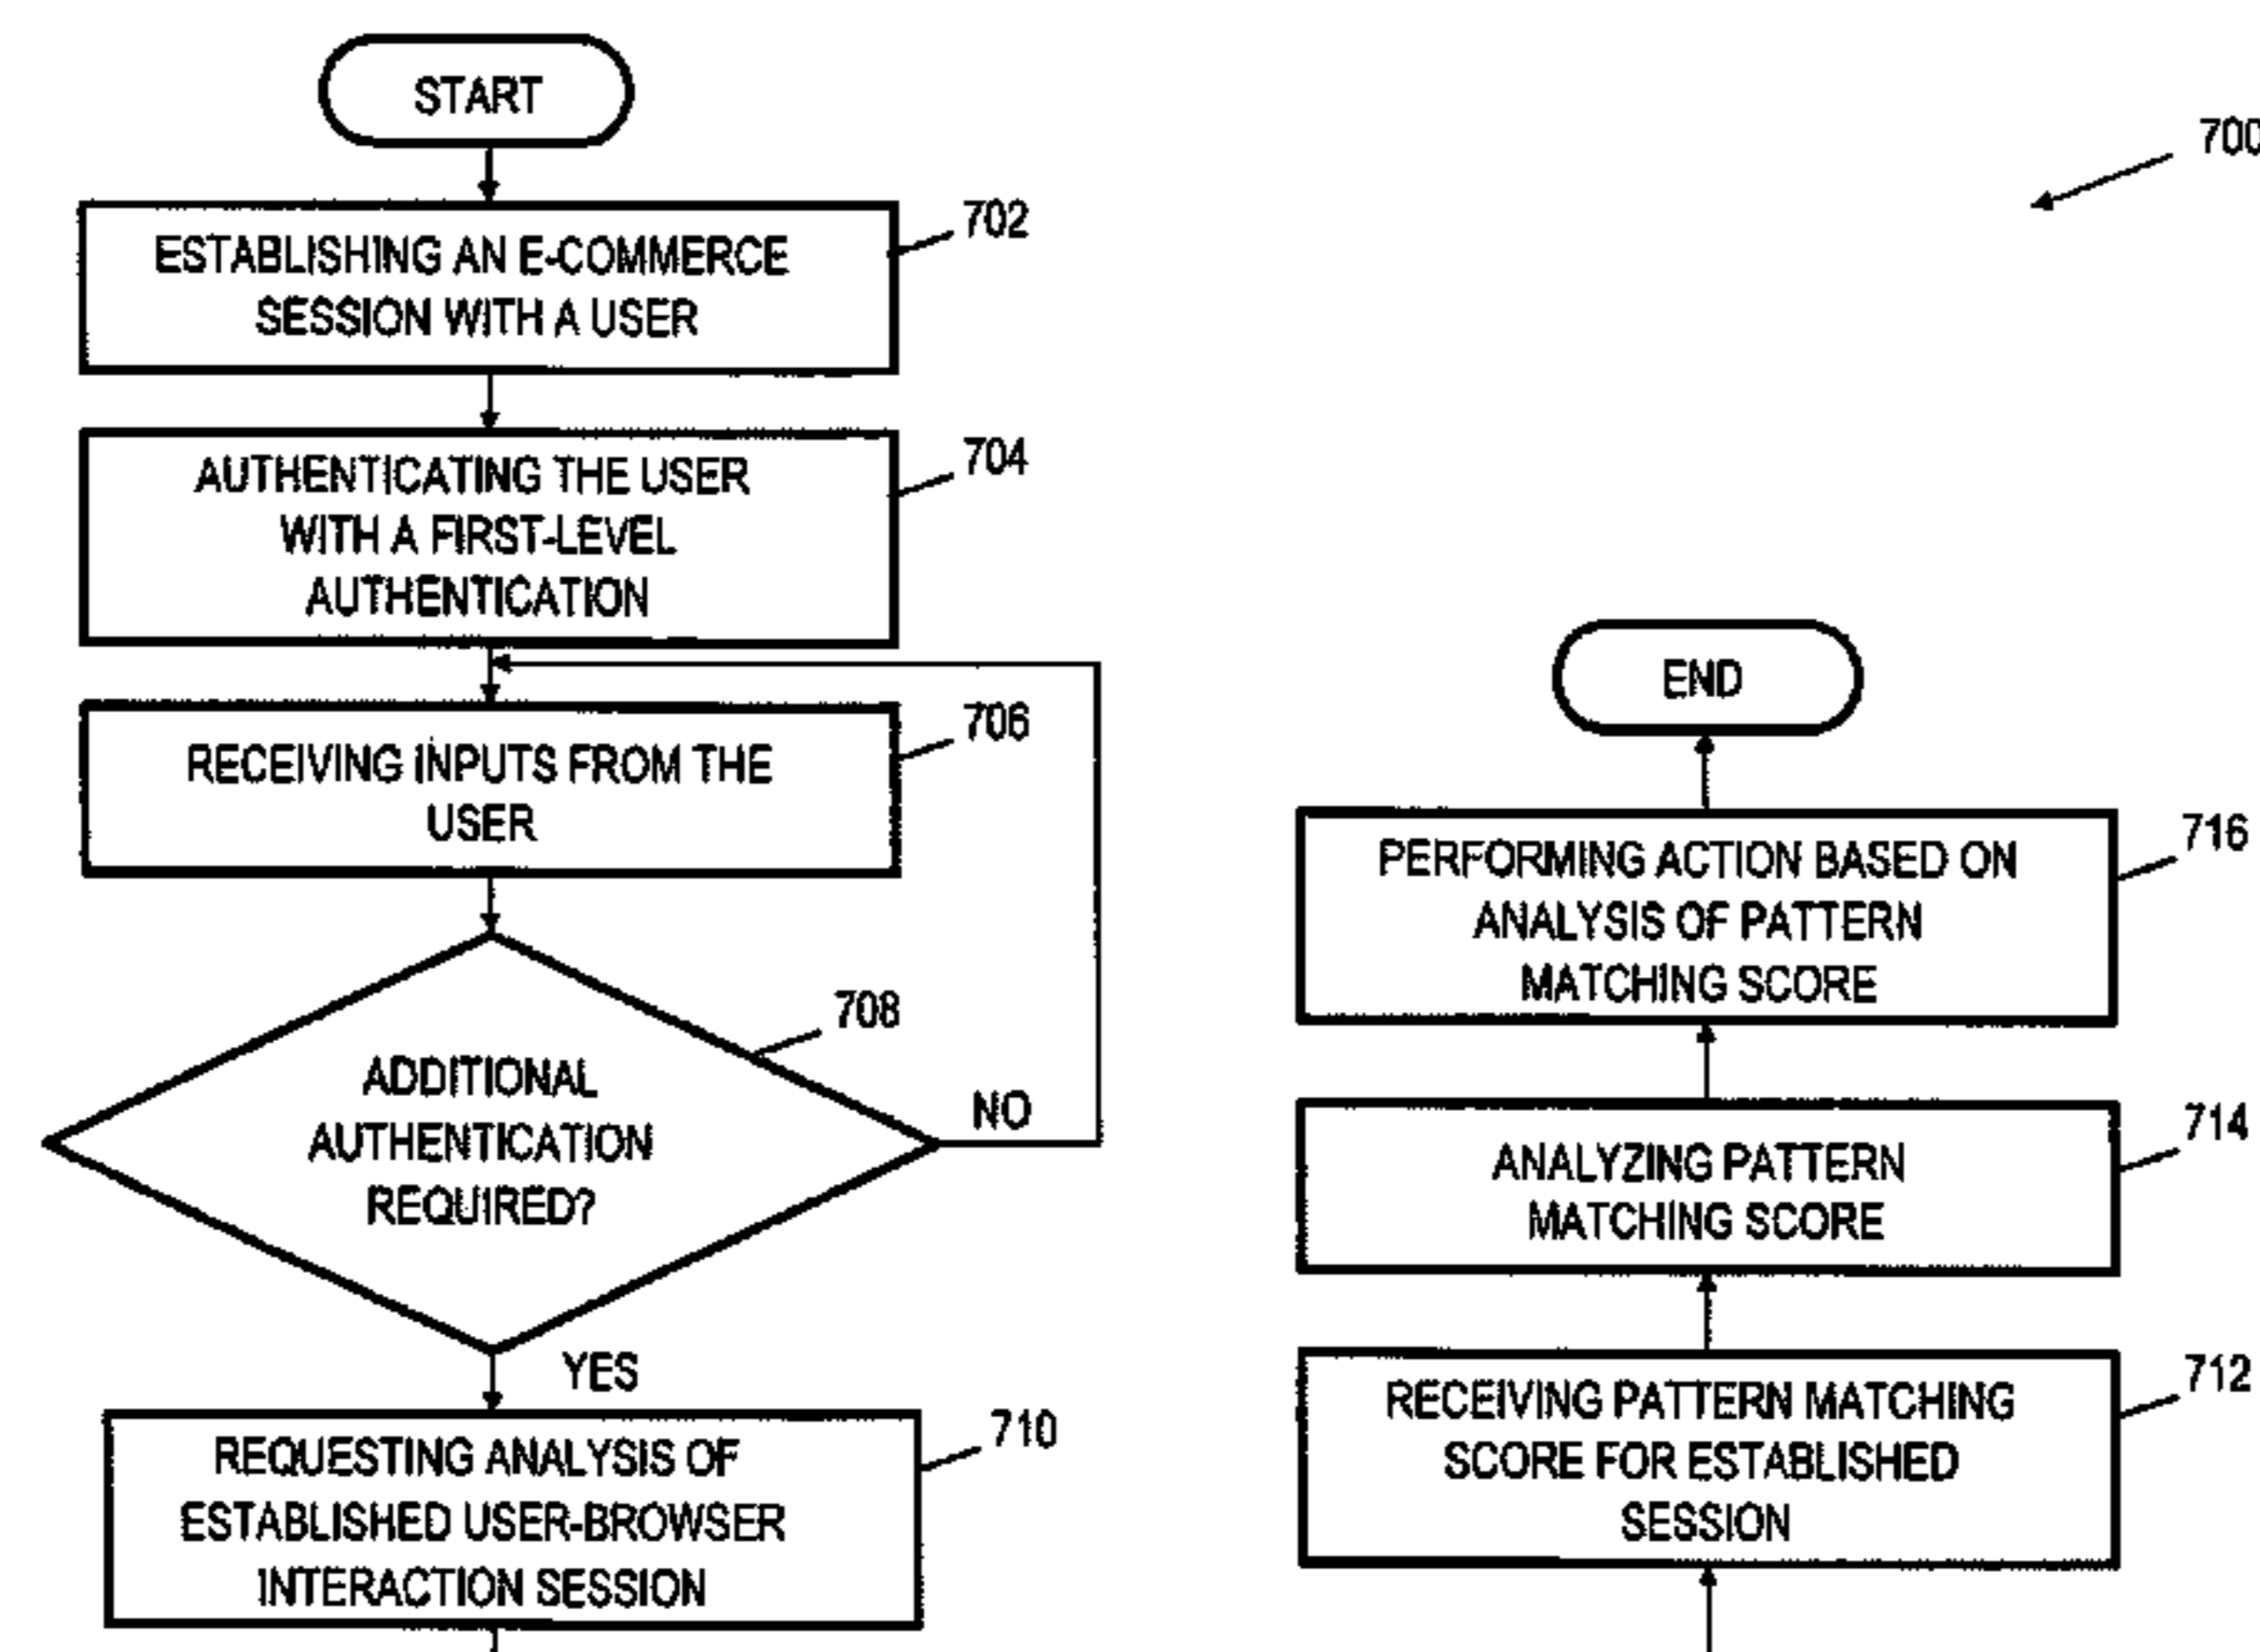 START
700
702
ESTABLISHING AN E-COMMERCE
SESSION WITH A USER
704
AUTHENTICATING THE USER
WITH A FIRST-LEVEL
AUTHENTICATION
706
RECEIVING INPUTS FROM THE
USER
708
ADDITIONAL
AUTHENTICATION
REQUIRED?
NO
YES
710
REQUESTING ANALYSIS OF
ESTABLISHED USER-BROWSER
INTERACTION SESSION
END
716
PERFORMING ACTION BASED ON
ANALYSIS OF PATTERN
MATCHING SCORE
714
ANALYZING PATTERN
MATCHING SCORE
712
RECEIVING PATTERN MATCHING
SCORE FOR ESTABLISHED
SESSION